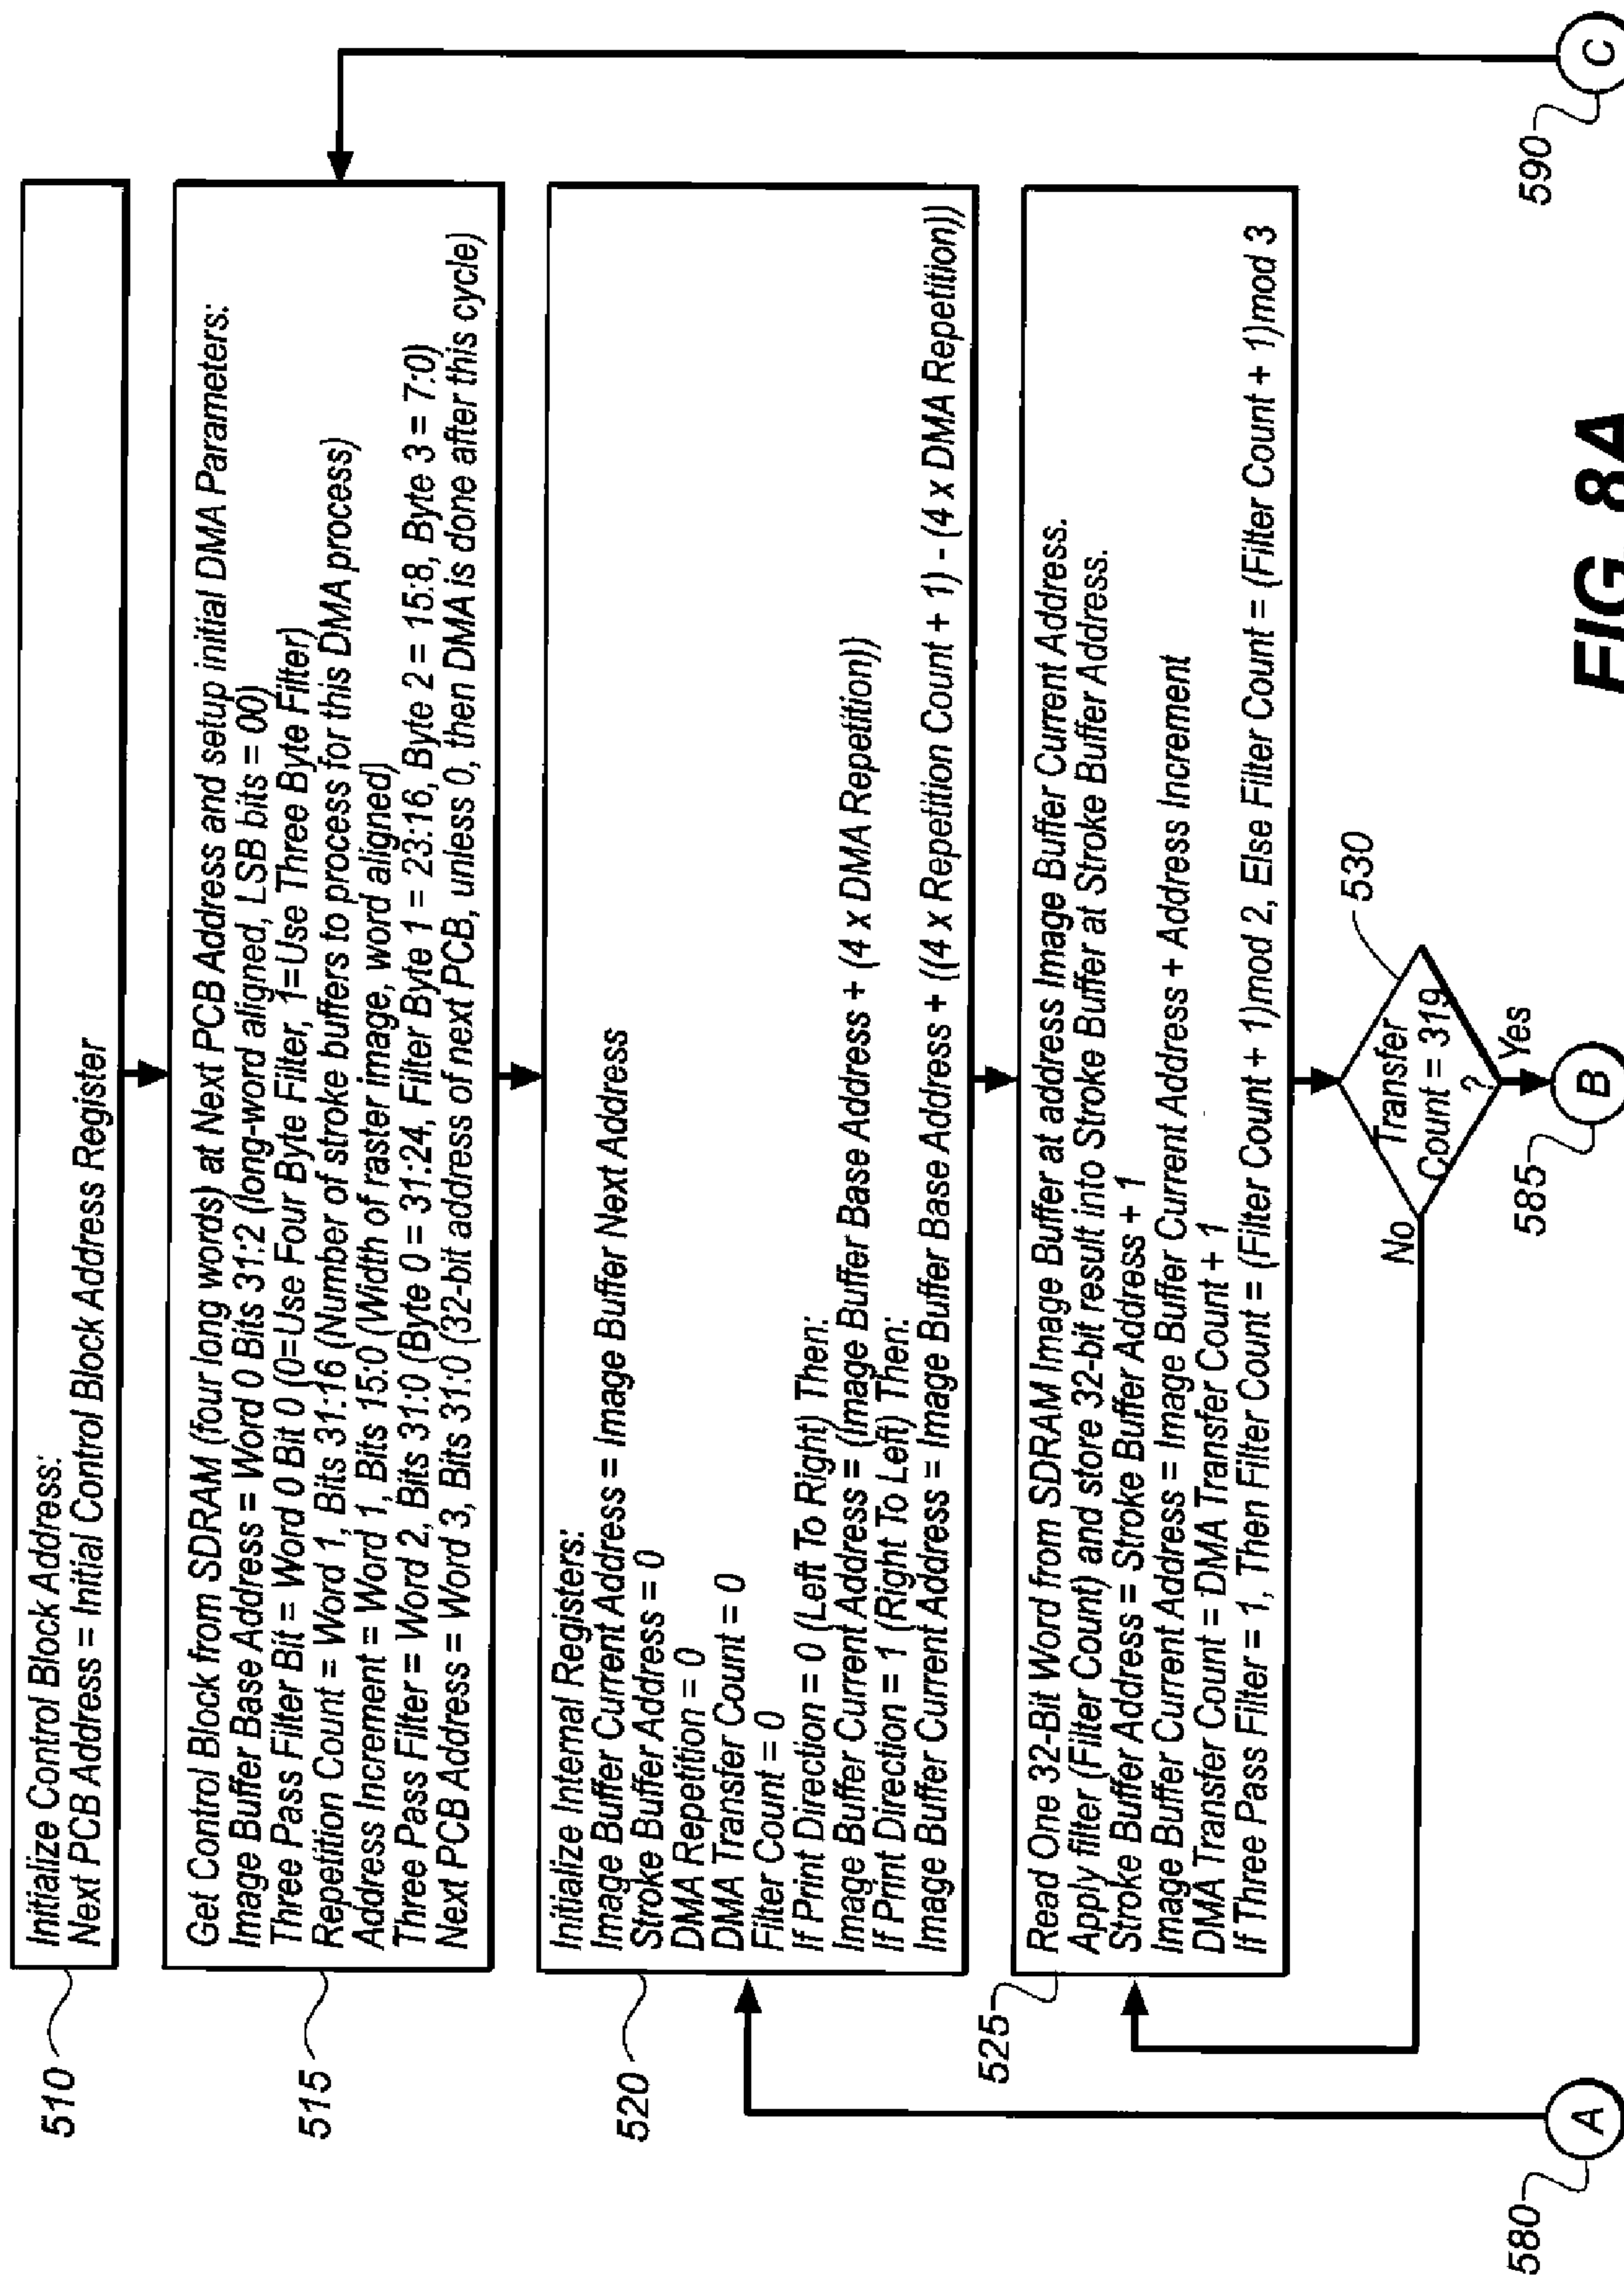 510
Initialize Control Block Address:
Next PCB Address = Initial Control Block Address Register
515
Get Control Block from SDRAM (four long words) at Next PCB Address and setup initial DMA Parameters:
Image Buffer Base Address = Word 0 Bits 31:2 (long-word aligned, LSB bits = 00)
Three Pass Filter Bit = Word 0 Bit 0 (0=Use Four Byte Filter, 1=Use Three Byte Filter)
Repetition Count = Word 1, Bits 31:16 (Number of stroke buffers to process for this DMA process)
Address Increment = Word 1, Bits 15:0 (Width of raster image, word aligned)
Three Pass Filter = Word 2, Bits 31:0 (Byte 0 = 31:24, Filter Byte 1 = 23:16, Byte 2 = 15:8, Byte 3 = 7:0)
Next PCB Address = Word 3, Bits 31:0 (32-bit address of next PCB, unless 0, then DMA is done after this cycle)
520
Initialize Internal Registers:
Image Buffer Current Address = Image Buffer Next Address
Stroke Buffer Address = 0
DMA Repetition = 0
DMA Transfer Count = 0
Filter Count = 0
If Print Direction = 0 (Left To Right) Then:
Image Buffer Current Address = (Image Buffer Base Address + (4 x DMA Repetition))
If Print Direction = 1 (Right To Left) Then:
Image Buffer Current Address = Image Buffer Base Address + ((4 x Repetition Count + 1) - (4 x DMA Repetition))
525
Read One 32-Bit Word from SDRAM Image Buffer at address Image Buffer Current Address.
Apply filter (Filter Count) and store 32-bit result into Stroke Buffer at Stroke Buffer Address.
Stroke Buffer Address = Stroke Buffer Address + 1
Image Buffer Current Address = Image Buffer Current Address + Address Increment
DMA Transfer Count = DMA Transfer Count + 1
If Three Pass Filter = 1, Then Filter Count = (Filter Count + 1)mod 2, Else Filter Count = (Filter Count + 1)mod 3
530
Transfer
Count = 319
?
No
Yes
580
A
585
B
590
C
FIG. 8A